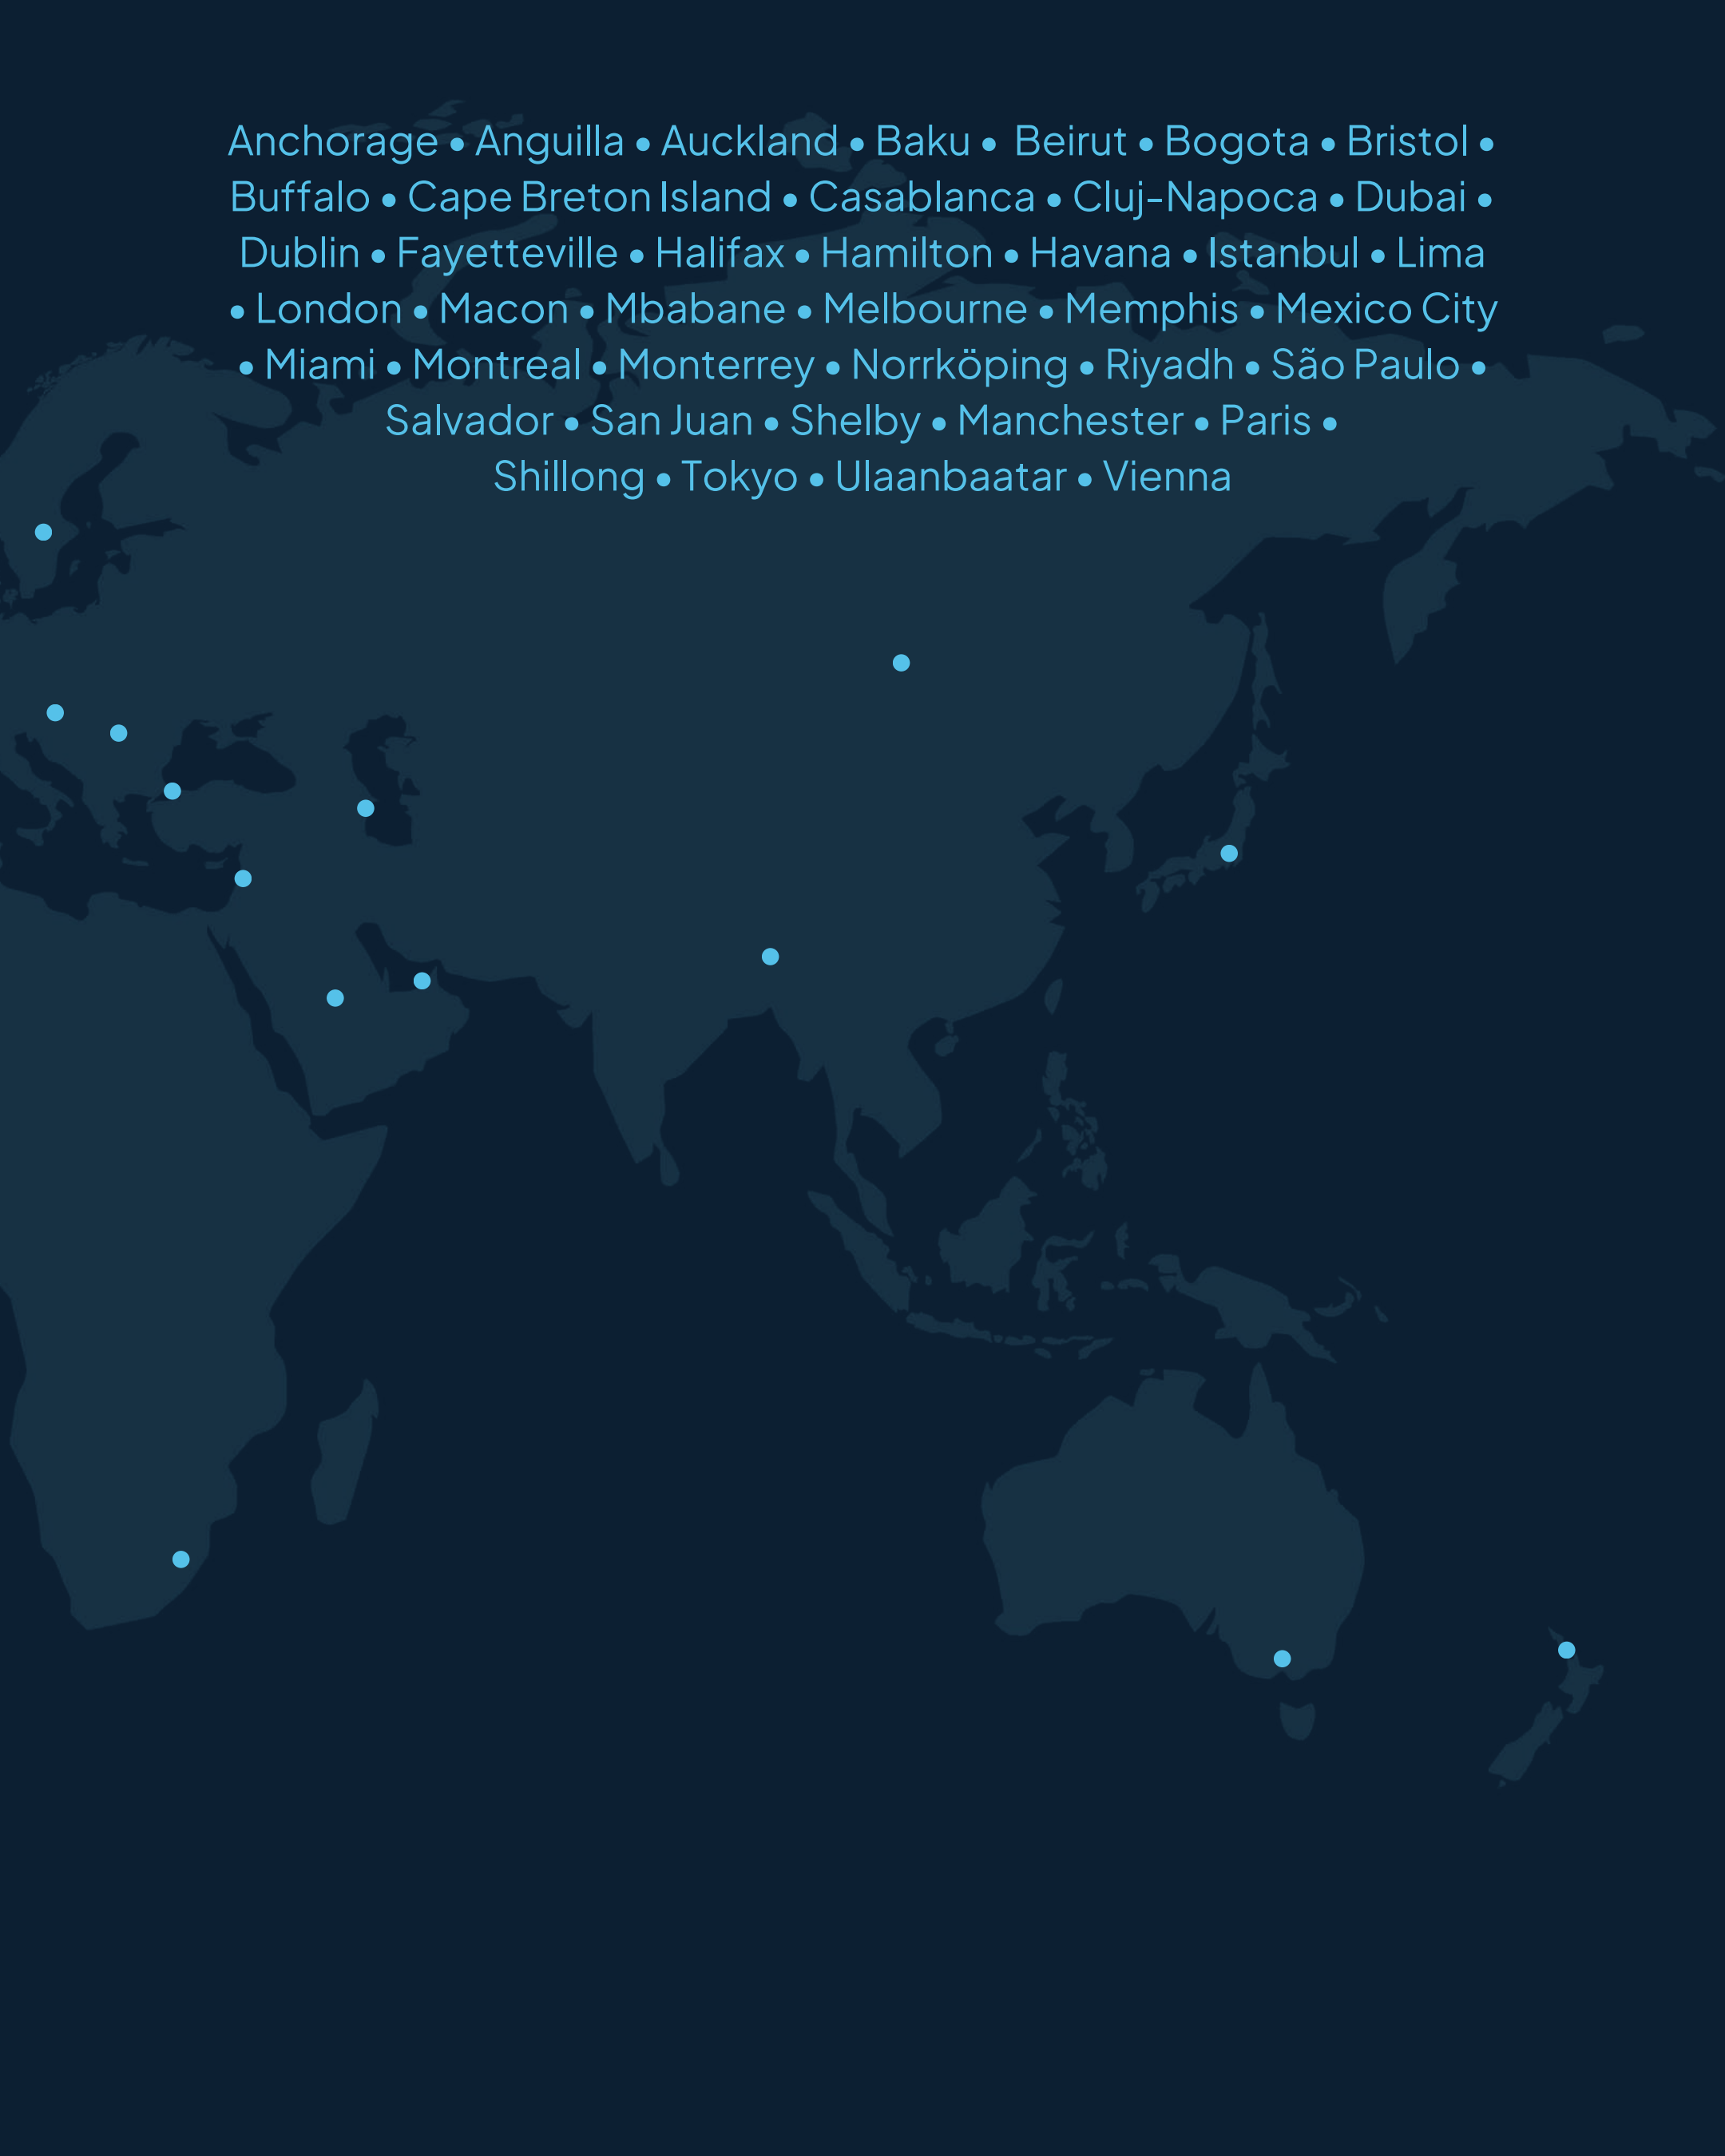 Anchorage • Anguilla • Auckland • Baku • Beirut • Bogota • Bristol •
Buffalo • Cape Breton Island • Casablanca • Cluj-Napoca • Dubai •
Dublin • Fayetteville • Halifax • Hamilton • Havana • Istanbul • Lima
• London • Macon • Mbabane • Melbourne • Memphis • Mexico City
• Miami • Montreal • Monterrey • Norrköping • Riyadh • São Paulo •
Salvador • San Juan • Shelby • Manchester • Paris •
Shillong • Tokyo • Ulaanbaatar • Vienna